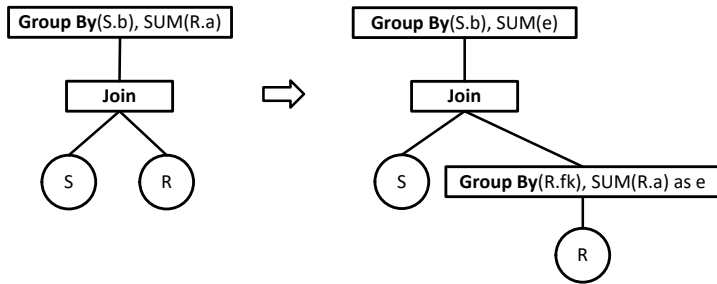 Group By(S.b), SUM(R.a)
Join
S
R
Group By(S.b), SUM(e)
Join
S
Group By(R.fk), SUM(R.a) as e
R